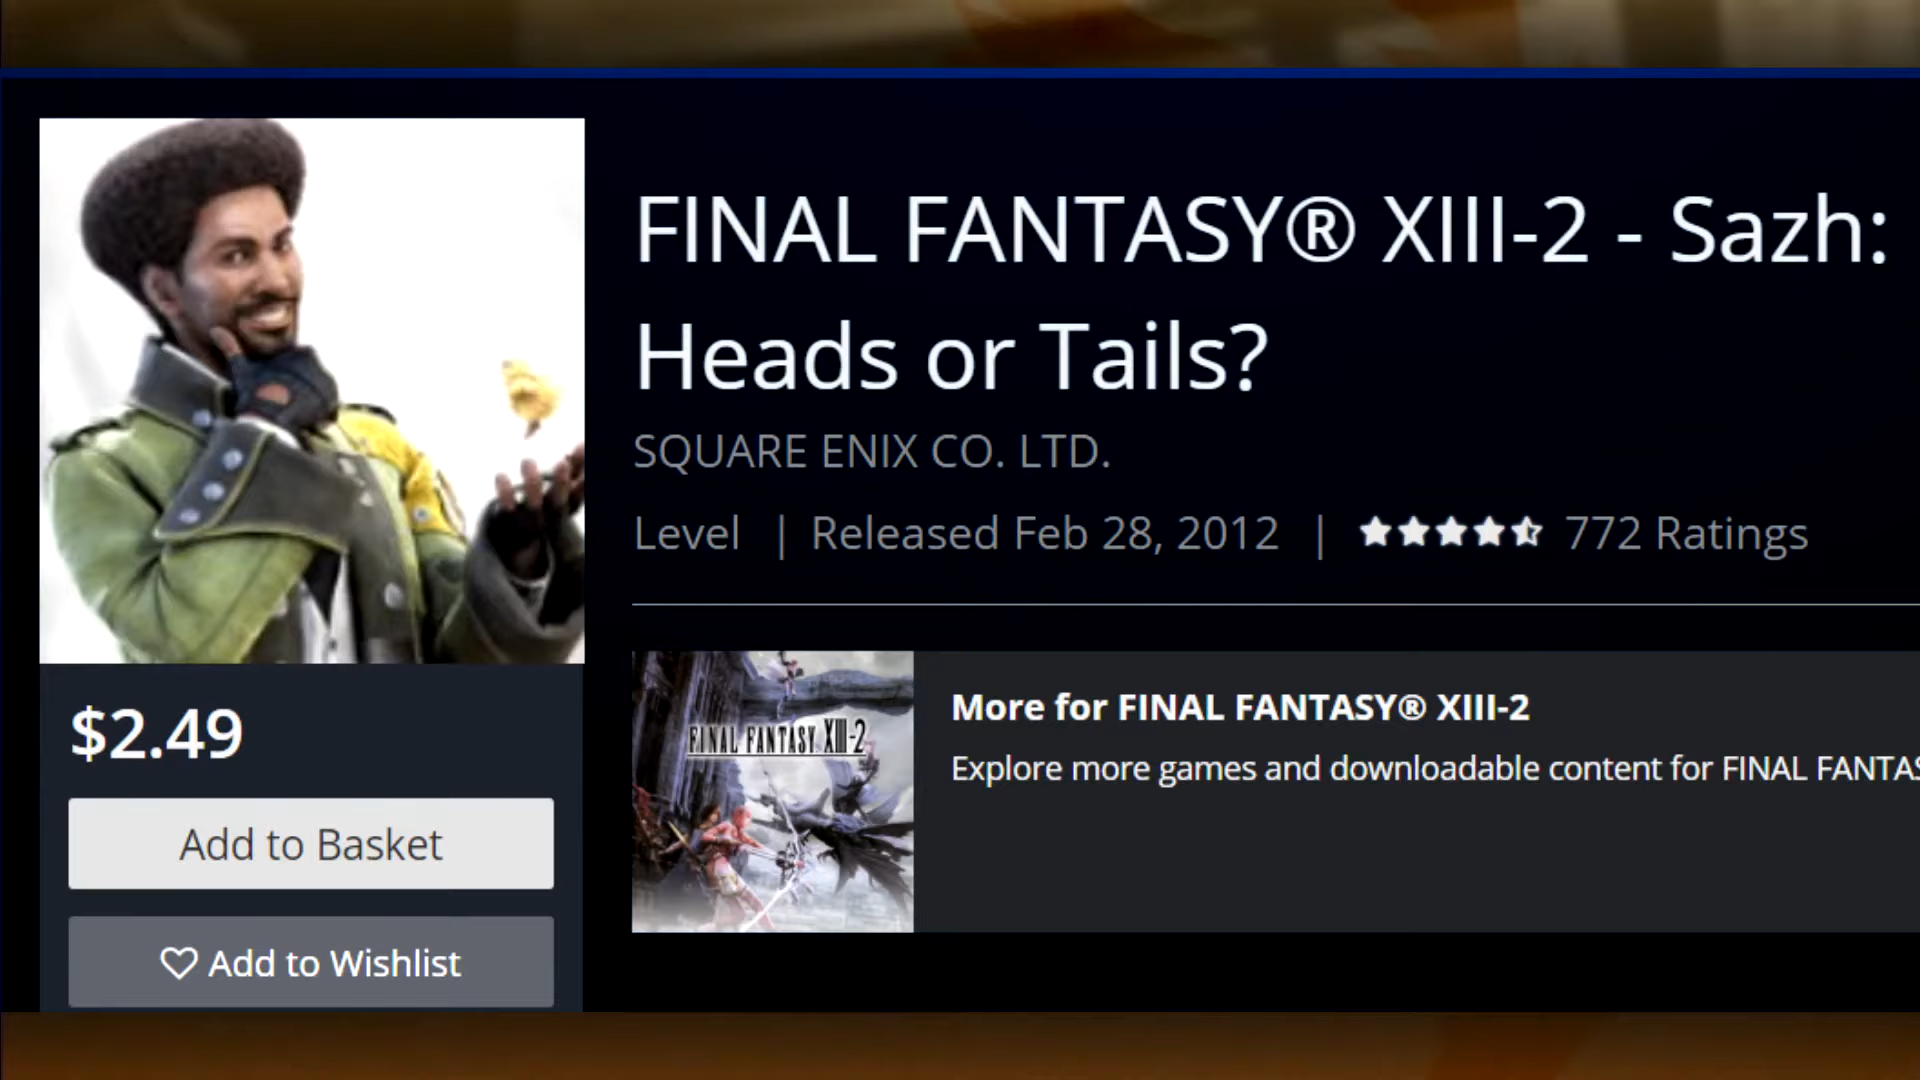 FINAL FANTASY® XIII-2 - Sazh:
Heads or Tails?
SQUARE ENIX CO. LTD.
Level | Released Feb 28, 2012 | 772 Ratings
$2.49
Add to Basket
Add to Wishlist
FINAL FANTASY XIII-2
More for FINAL FANTASY® XIII-2
Explore more games and downloadable content for FINAL FANTAS